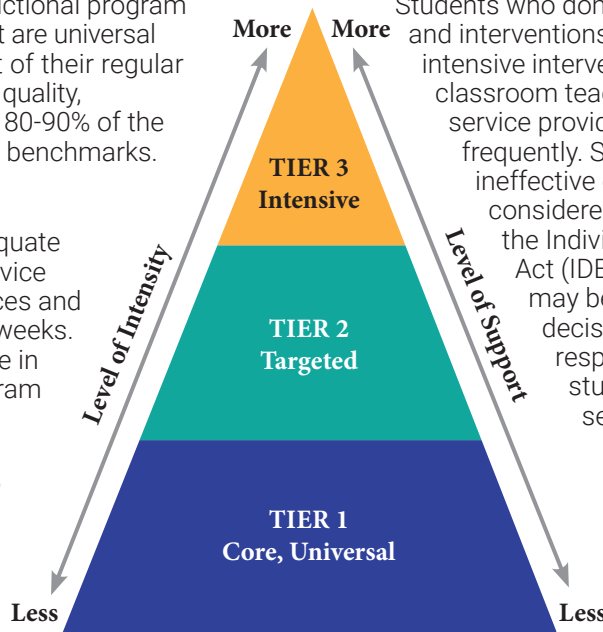 ctional program
t are universal
t of their regular
quality,
80-90% of the
benchmarks.
quate
vice
ces and
weeks.
e in
ram
More
More
Students who don
and interventions
intensive interve
classroom teac
service provid
frequently. S
ineffective
considere
the Indivi
Act (IDE
may be
decis
resp
stu
se
TIER 3
Intensive
TIER 2
Targeted
TIER 1
Core, Universal
Level of Intensity
Level of Support
Less
Less